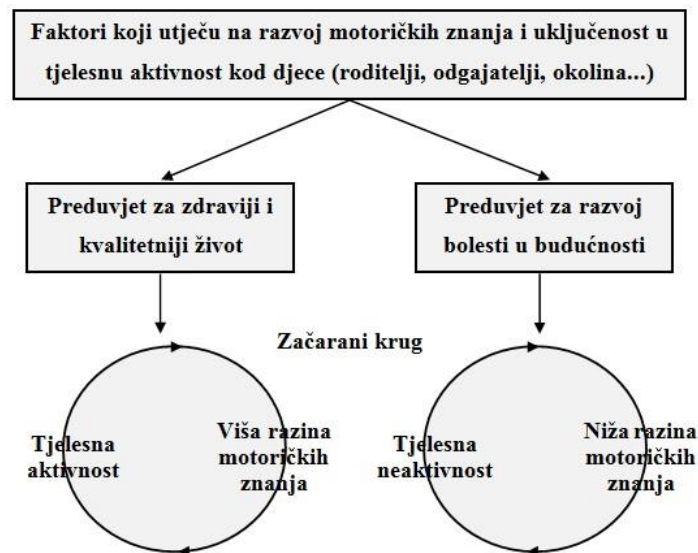 Faktori koji utječu na razvoj motoričkih znanja i uključenost u
tjelesnu aktivnost kod djece (roditelji, odgajatelji, okolina...)
Preduvjet za zdraviji i
kvalitetniji život
Preduvjet za razvoj
bolesti u budućnosti
Začarani krug
Tjelesna
aktivnost
Viša razina
motoričkih
znanja
Tjelesna
neaktivnost
Niža razina
motoričkih
znanja